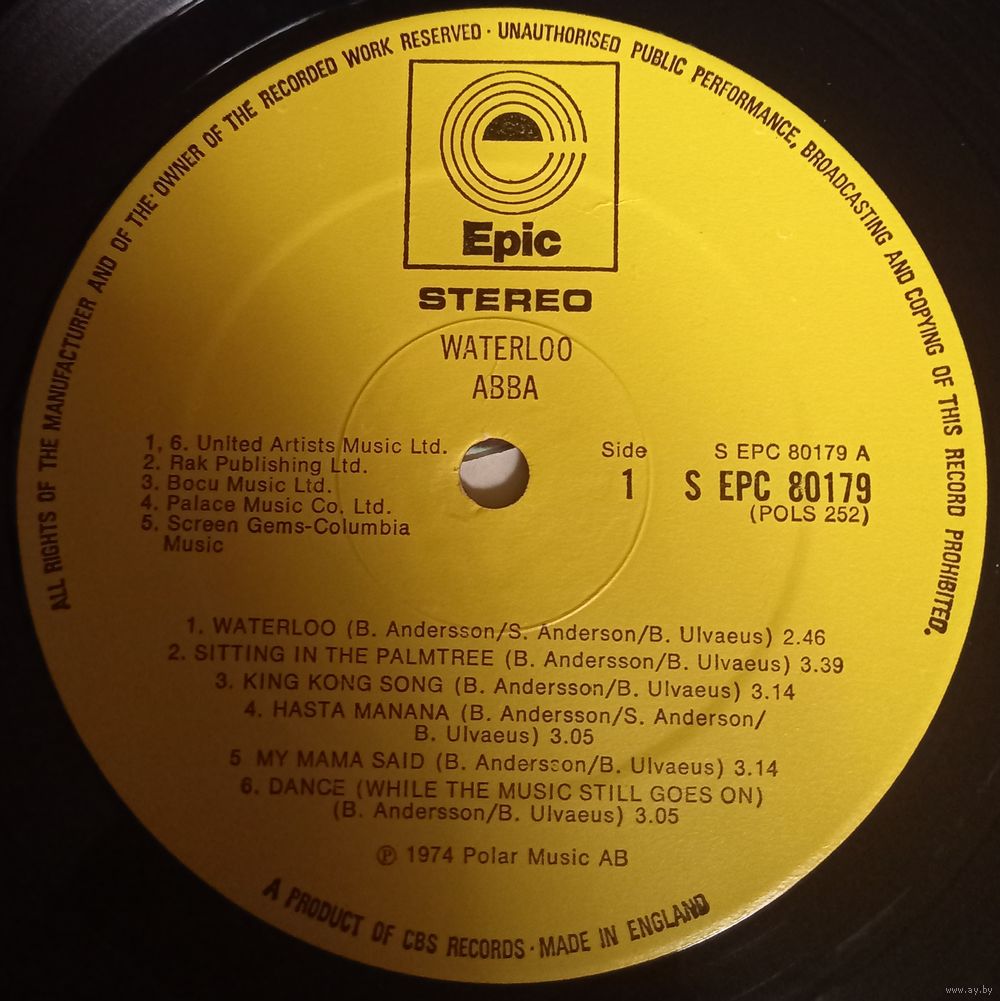 ALL RIGHTS OF THE MANUFACTURER AND OF THE OWNER OF THE RECORDED WORK RESERVED · UNAUTHORISED PUBLIC PERFORMANCE, BROADCASTING AND COPYING OF THIS RECORD PROHIBITED.
Epic
STEREO
WATERLOO
ABBA
1, 6. United Artists Music Ltd.
2. Rak Publishing Ltd.
3. Bocu Music Ltd.
4. Palace Music Co. Ltd.
5. Screen Gems-Columbia
Music
Side
1
S EPC 80179 A
S EPC 80179
(POLS 252)
1. WATERLOO (B. Andersson/S. Anderson/B. Ulvaeus) 2.46
2. SITTING IN THE PALMTREE (B. Andersson/B. Ulvaeus) 3.39
3. KING KONG SONG (B. Andersson/B. Ulvaeus) 3.14
4. HASTA MANANA (B. Andersson/S. Anderson/
B. Ulvaeus) 3.05
5 MY MAMA SAID (B. Andersson/B. Ulvaeus) 3.14
6. DANCE (WHILE THE MUSIC STILL GOES ON)
(B. Andersson/B. Ulvaeus) 3.05
℗ 1974 Polar Music AB
A PRODUCT OF CBS RECORDS · MADE IN ENGLAND
www.ay.by